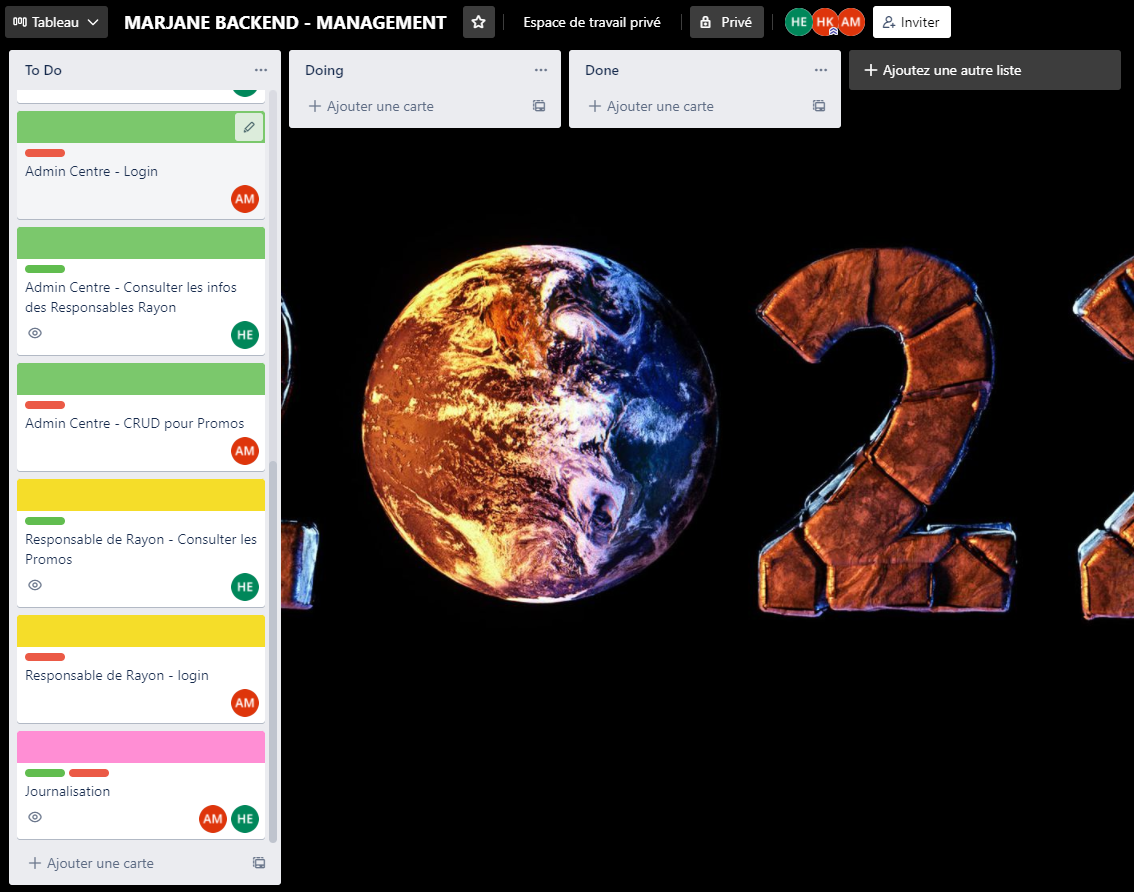 Tableau
MARJANE BACKEND - MANAGEMENT
Espace de travail privé
Privé
HE
HK
AM
Inviter
To Do
Admin Centre - Login
AM
Admin Centre - Consulter les infos
des Responsables Rayon
HE
Admin Centre - CRUD pour Promos
AM
Responsable de Rayon - Consulter les
Promos
HE
Responsable de Rayon - login
AM
Journalisation
AM
HE
Ajouter une carte
Doing
Ajouter une carte
Done
Ajouter une carte
Ajoutez une autre liste
2